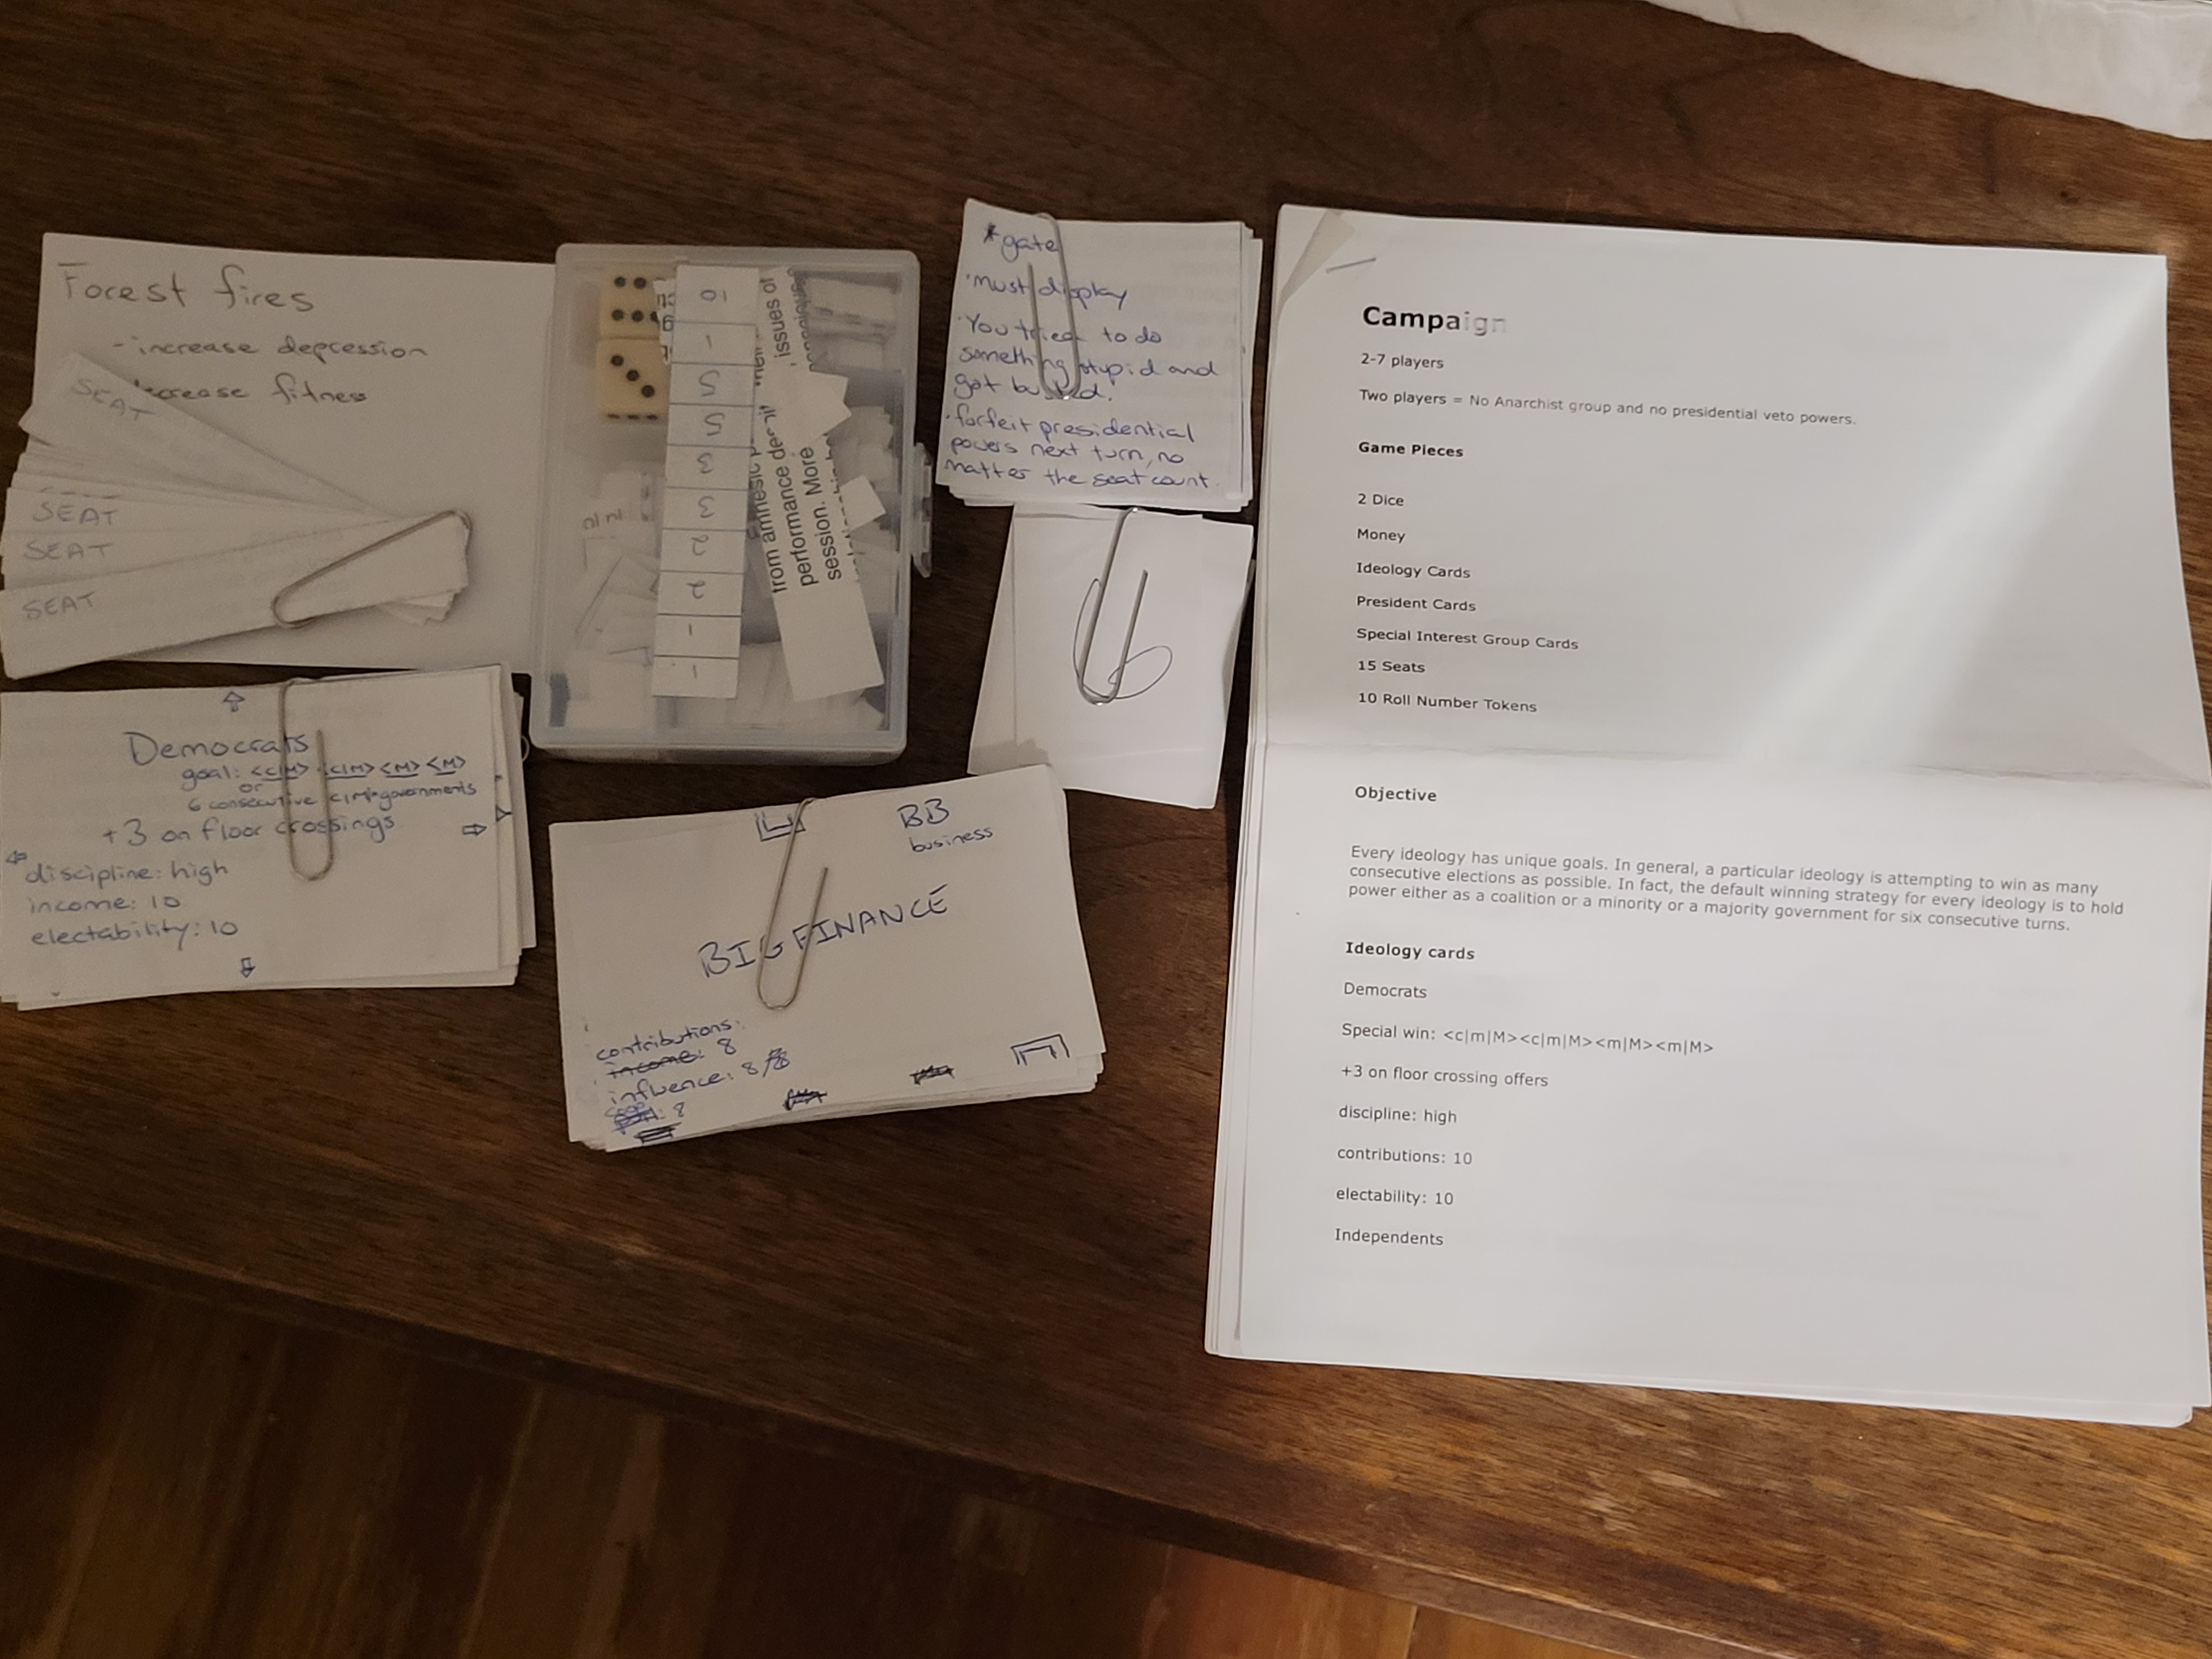 Forest fires
- increase depression
fitness
SEAT
SEAT
SEAT
SEAT
10
1
5
5
3
3
2
2
1
1
issues of
from amnesic
performance
session. More
*gate
·must display
·You tried to do
something stupid and
got
·forfeit presidential
powers next turn, no
matter the seat count.
Democrats
goal: <c|M> <c|M> <M> <M>
or
6 consecutive governments
+3 on floor crossings
discipline: high
income: 10
electability: 10
BB
business
BIG FINANCE
contributions:
income: 8
influence: 8/8
: 8
Campaign
2-7 players
Two players = No Anarchist group and no presidential veto powers.
Game Pieces
2 Dice
Money
Ideology Cards
President Cards
Special Interest Group Cards
15 Seats
10 Roll Number Tokens
Objective
Every ideology has unique goals. In general, a particular ideology is attempting to win as many
consecutive elections as possible. In fact, the default winning strategy for every ideology is to hold
power either as a coalition or a minority or a majority government for six consecutive turns.
Ideology cards
Democrats
Special win: <c|m|M><c|m|M><m|M><m|M>
+3 on floor crossing offers
discipline: high
contributions: 10
electability: 10
Independents